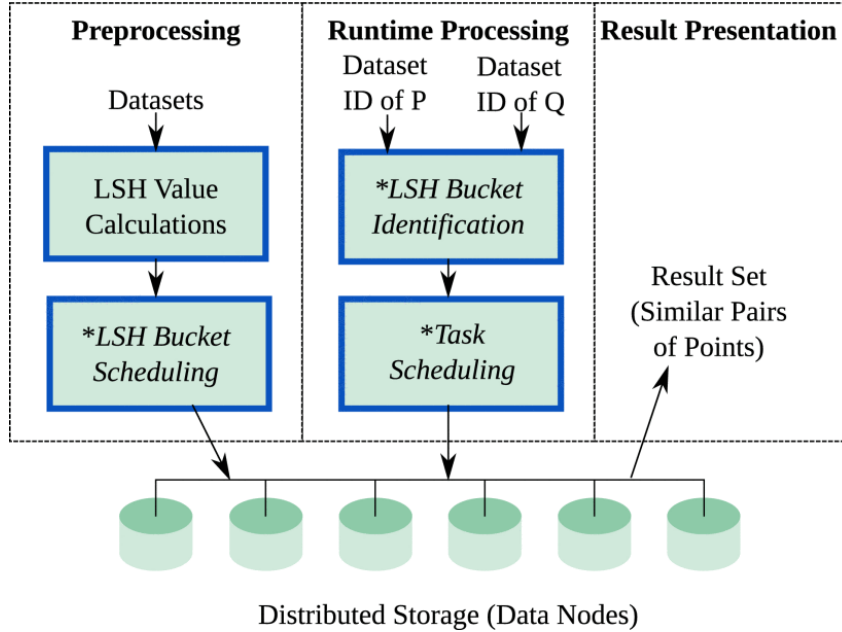 Preprocessing
Runtime Processing
Result Presentation
Datasets
Dataset
ID of P
Dataset
ID of Q
LSH Value
Calculations
*LSH Bucket
Identification
*LSH Bucket
Scheduling
*Task
Scheduling
Result Set
(Similar Pairs
of Points)
Distributed Storage (Data Nodes)